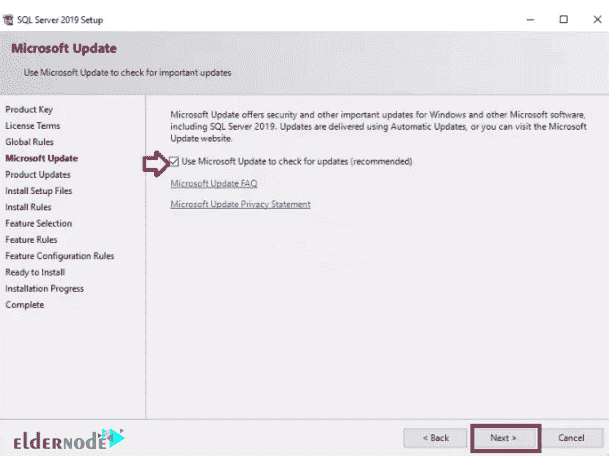 SQL Server 2019 Setup
Microsoft Update
Use Microsoft Update to check for important updates
Product Key
License Terms
Global Rules
Microsoft Update
Product Updates
Install Setup Files
Install Rules
Feature Selection
Feature Rules
Feature Configuration Rules
Ready to Install
Installation Progress
Complete
Microsoft Update offers security and other important updates for Windows and other Microsoft software,
including SQL Server 2019. Updates are delivered using Automatic Updates, or you can visit the Microsoft
Update website.
Use Microsoft Update to check for updates (recommended)
Microsoft Update FAQ
Microsoft Update Privacy Statement
eldernode
< Back
Next >
Cancel